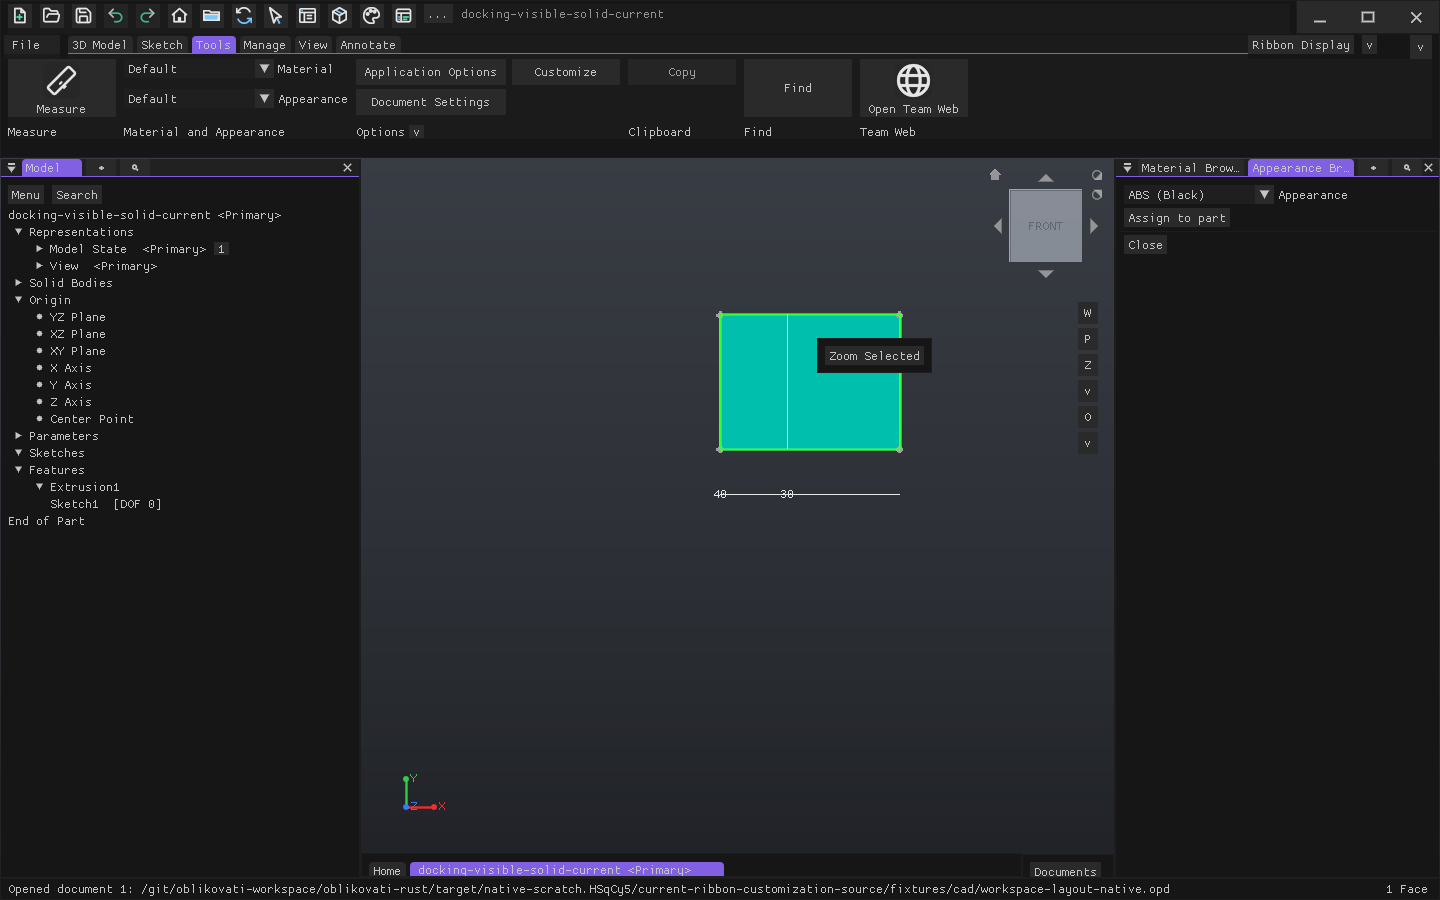 ... docking-visible-solid-current
File 3D Model Sketch Tools Manage View Annotate Ribbon Display v v
Default Material Application Options Customize Copy Find
Measure Default Appearance Document Settings Open Team Web
Measure Material and Appearance Options v Clipboard Find Team Web
Model Material Brow… Appearance Br…
Menu Search
docking-visible-solid-current <Primary>
Representations
Model State <Primary> 1
View <Primary>
Solid Bodies
Origin
YZ Plane
XZ Plane
XY Plane
X Axis
Y Axis
Z Axis
Center Point
Parameters
Sketches
Features
Extrusion1
Sketch1 [DOF 0]
End of Part
FRONT
W
P
Z
v
O
v
Zoom Selected
40 30
Y
Z X
ABS (Black) Appearance
Assign to part
Close
Home docking-visible-solid-current <Primary> Documents
Opened document 1: /git/oblikovati-workspace/oblikovati-rust/target/native-scratch.HSqCy5/current-ribbon-customization-source/fixtures/cad/workspace-layout-native.opd 1 Face